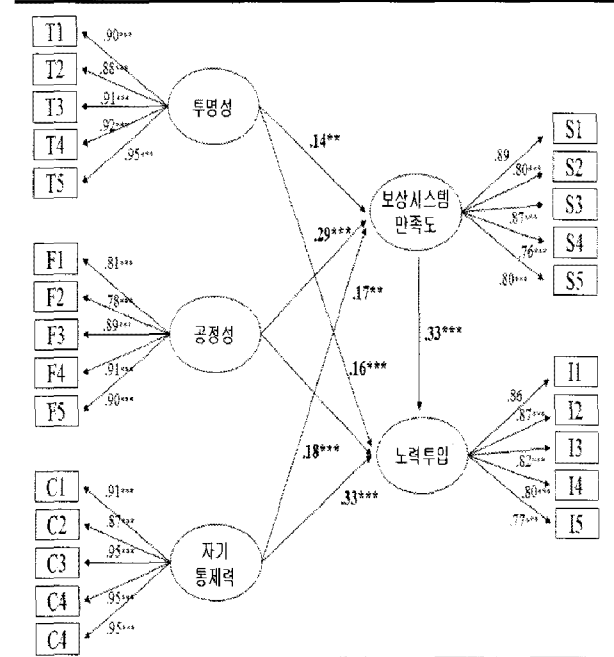 T1
.90***
T2
.88***
T3
.91***
T4
.92***
T5
.95***
투명성
F1
.81***
F2
.78***
F3
.89***
F4
.91***
F5
.90***
공정성
C1
.91***
C2
.87***
C3
.95***
C4
.95***
C4
.95***
자기
통제력
.14**
.29***
.17**
.16***
.18***
.33***
.33***
보상시스템
만족도
노력투입
S1
.89
S2
.80***
S3
.87***
S4
.76***
S5
.80***
I1
.86
I2
.87***
I3
.82***
I4
.80***
I5
.77***